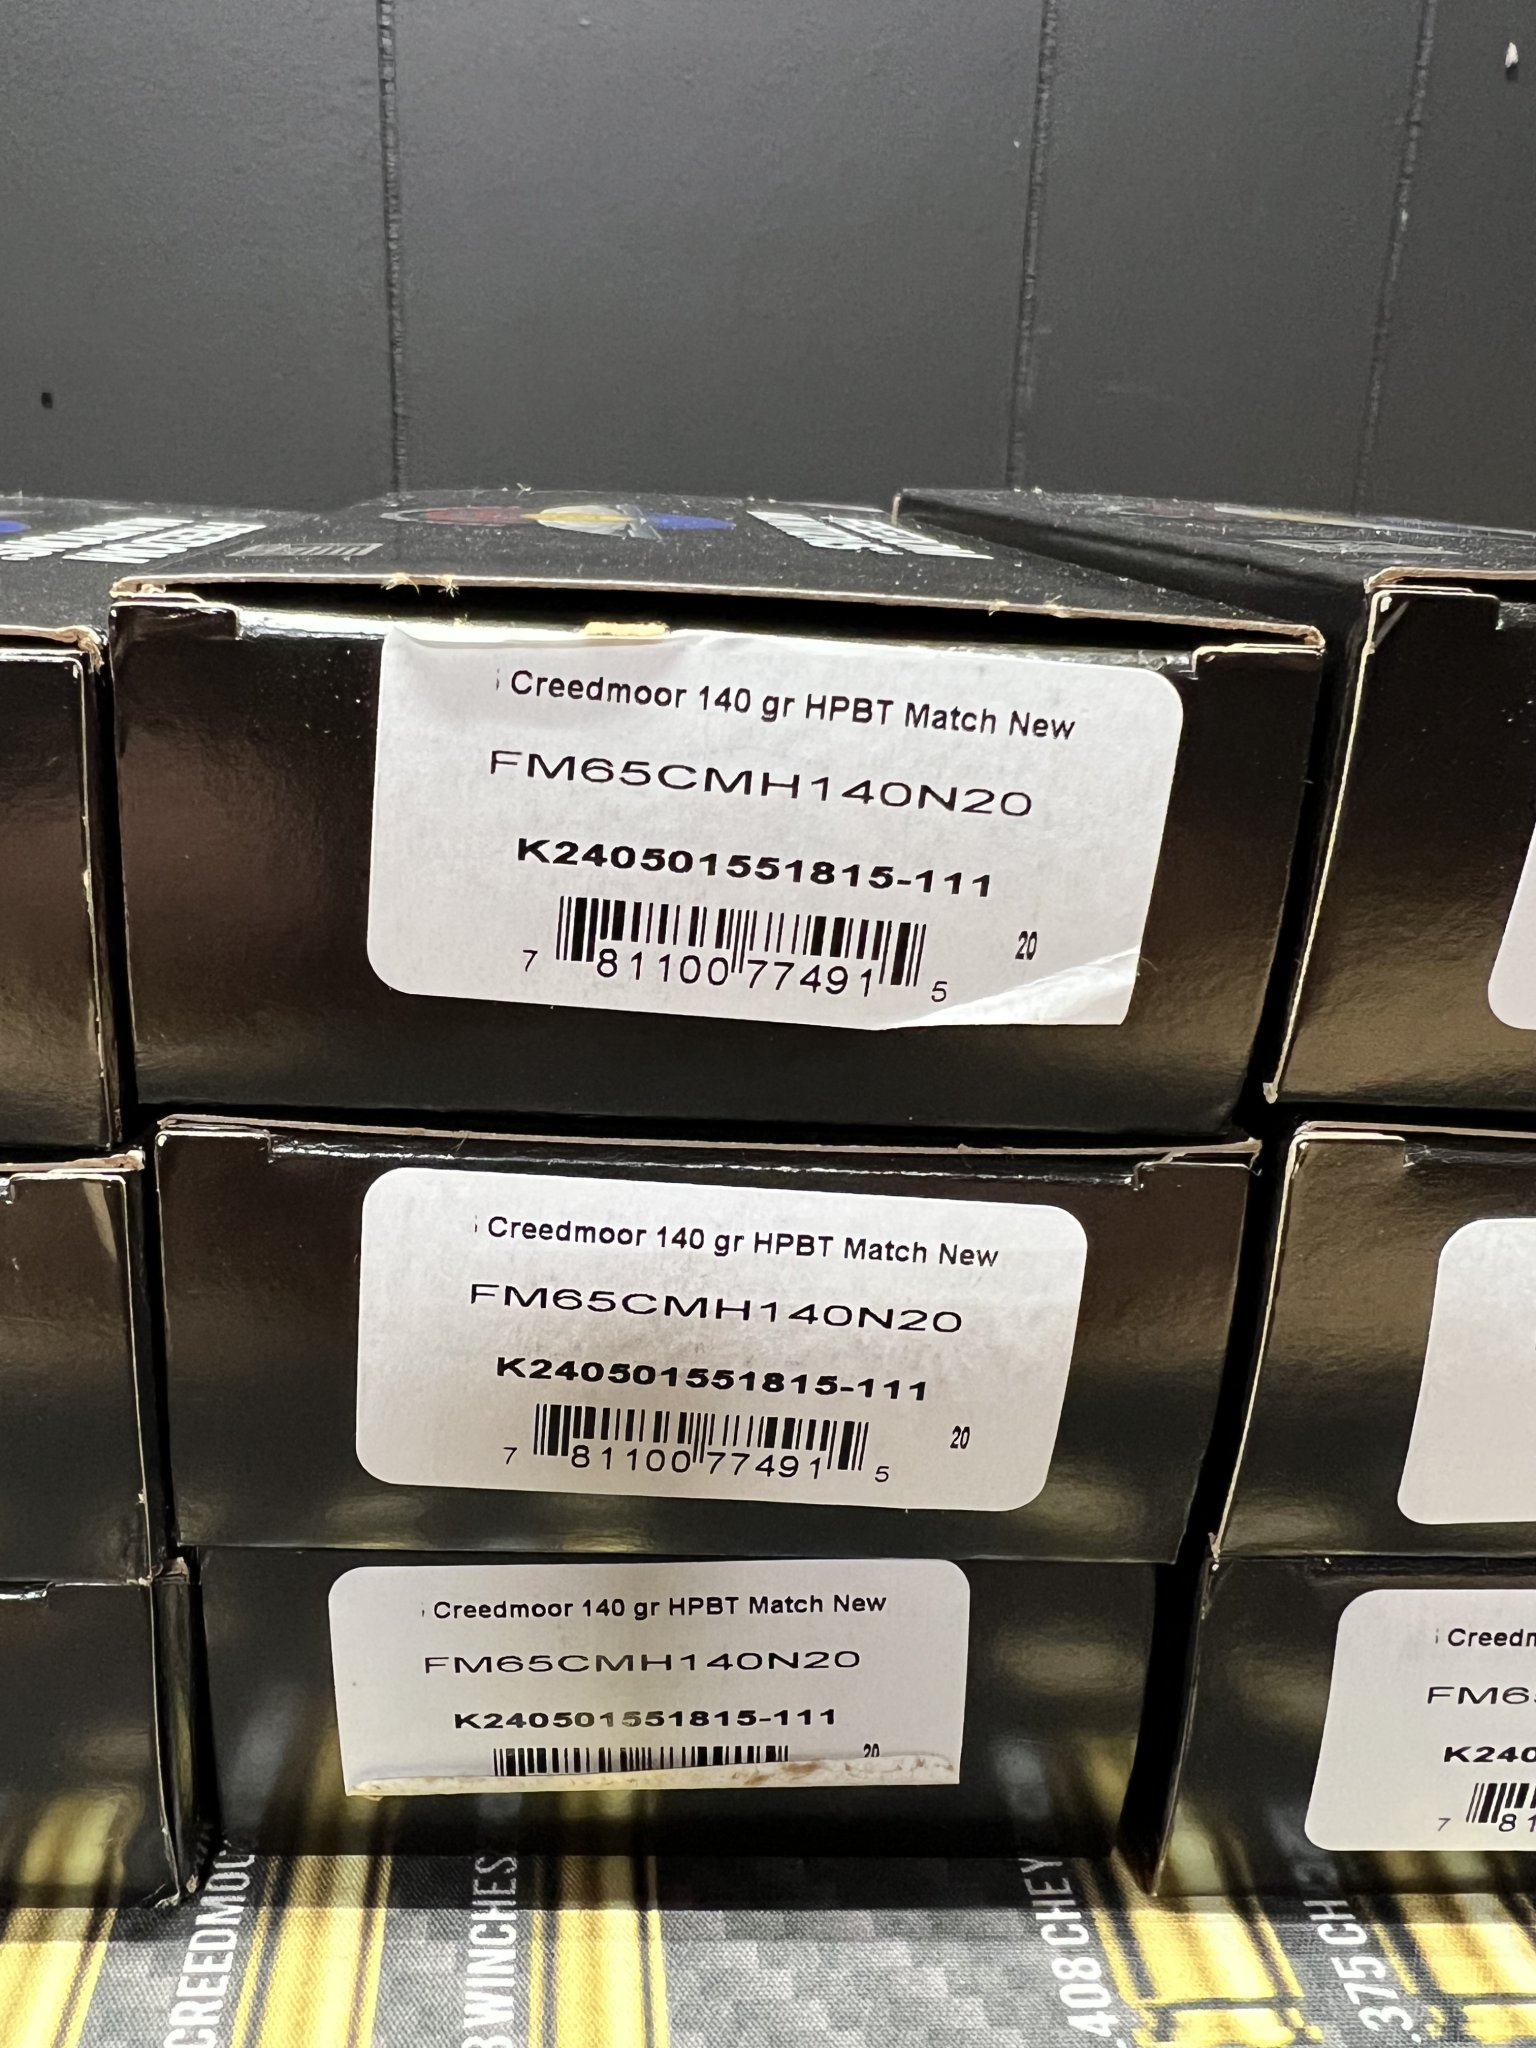 Creedmoor 140 gr HPBT Match New
FM65CMH140N20
K240501551815-111
20
7 81100 77491 5
Creedmoor 140 gr HPBT Match New
FM65CMH140N20
K240501551815-111
20
7 81100 77491 5
Creedmoor 140 gr HPBT Match New
FM65CMH140N20
K240501551815-111
20
Creedm
FM65
K240
7 81
CREEDMOO
WINCHES
.408 CHEY
.375 CH